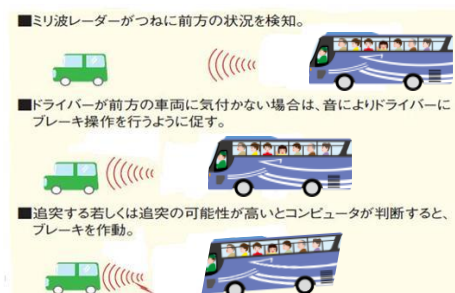 ■ミリ波レーダーがつねに前方の状況を検知。
■ドライバーが前方の車両に気付かない場合は、音によりドライバーに
ブレーキ操作を行うように促す。
■追突する若しくは追突の可能性が高いとコンピュータが判断すると、
ブレーキを作動。